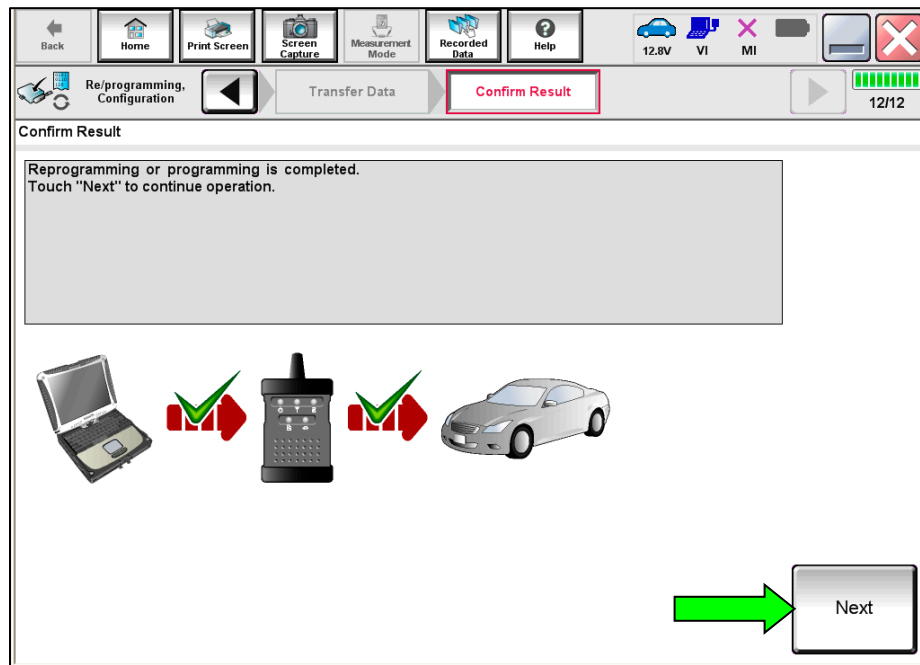 Back
Home
Print Screen
Screen
Capture
Measurement
Mode
Recorded
Data
Help
12.8V
VI
MI
Re/programming,
Configuration
Transfer Data
Confirm Result
12/12
Confirm Result
Reprogramming or programming is completed.
Touch "Next" to continue operation.
Next